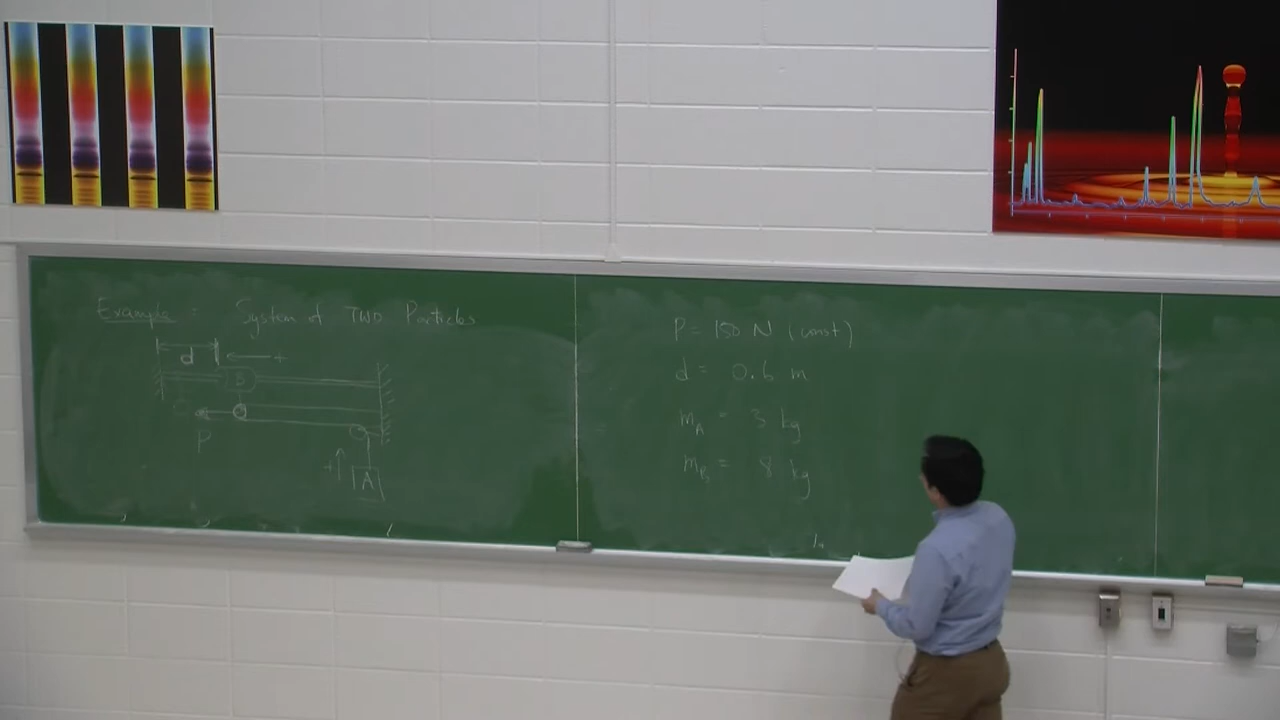 Example : System of TWO Particles
d
+
B
C
P
+
A
P = 150 N (const)
d = 0.6 m
mA = 3 kg
mB = 8 kg